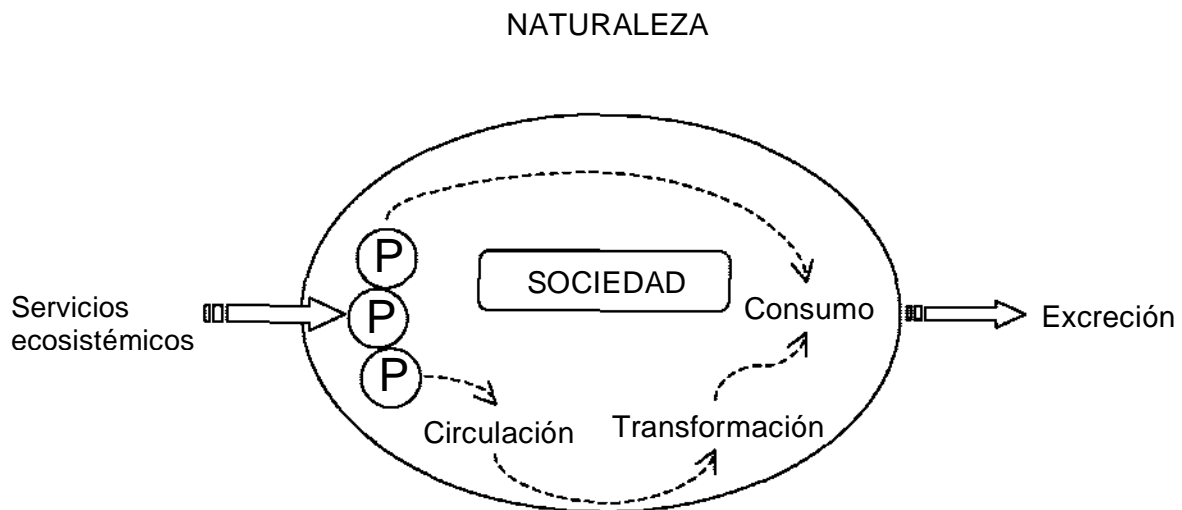 NATURALEZA
P
SOCIEDAD
Servicios
ecosistémicos
P
Consumo
Excreción
P
Circulación
Transformación